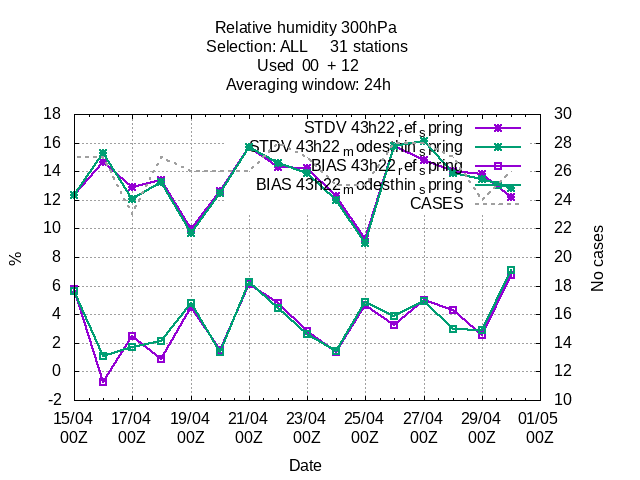 Relative humidity 300hPa
Selection: ALL 31 stations
Used 00 + 12
Averaging window: 24h
18 30
STDV 43h22_ref_spring
16 28
STDV 43h22_modesthin_spring
BIAS 43h22_ref_spring
14 26
BIAS 43h22_modesthin_spring
12 24
CASES
10 22
8 20
% No cases
6 18
4 16
2 14
0 12
-2 10
15/04 17/04 19/04 21/04 23/04 25/04 27/04 29/04 01/05
00Z 00Z 00Z 00Z 00Z 00Z 00Z 00Z 00Z
Date